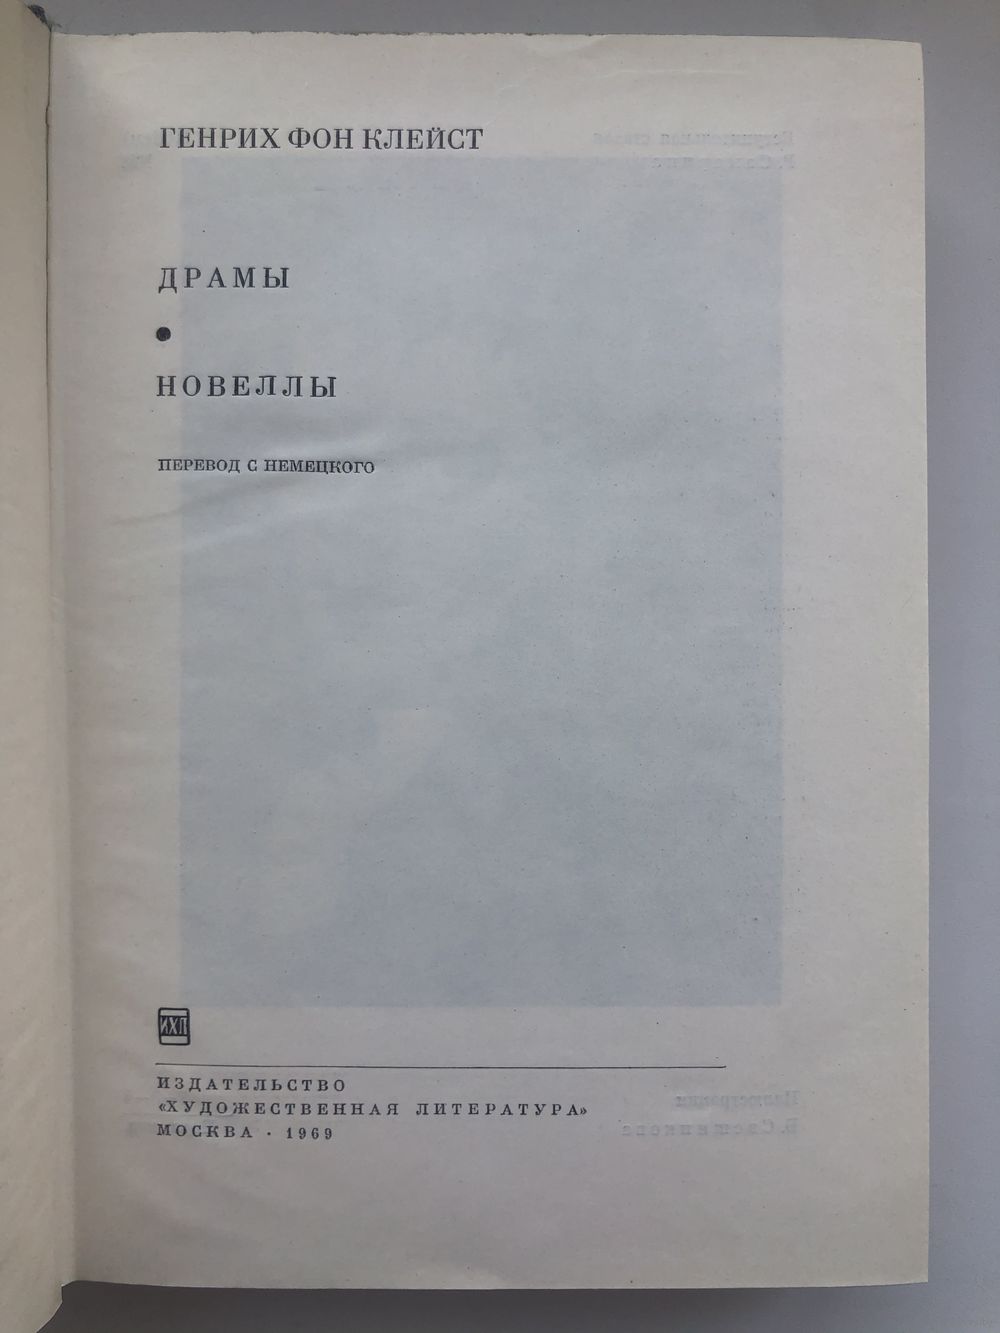 ГЕНРИХ ФОН КЛЕЙСТ
ДРАМЫ
•
НОВЕЛЛЫ
ПЕРЕВОД С НЕМЕЦКОГО
ИХЛ
ИЗДАТЕЛЬСТВО
«ХУДОЖЕСТВЕННАЯ ЛИТЕРАТУРА»
МОСКВА · 1969